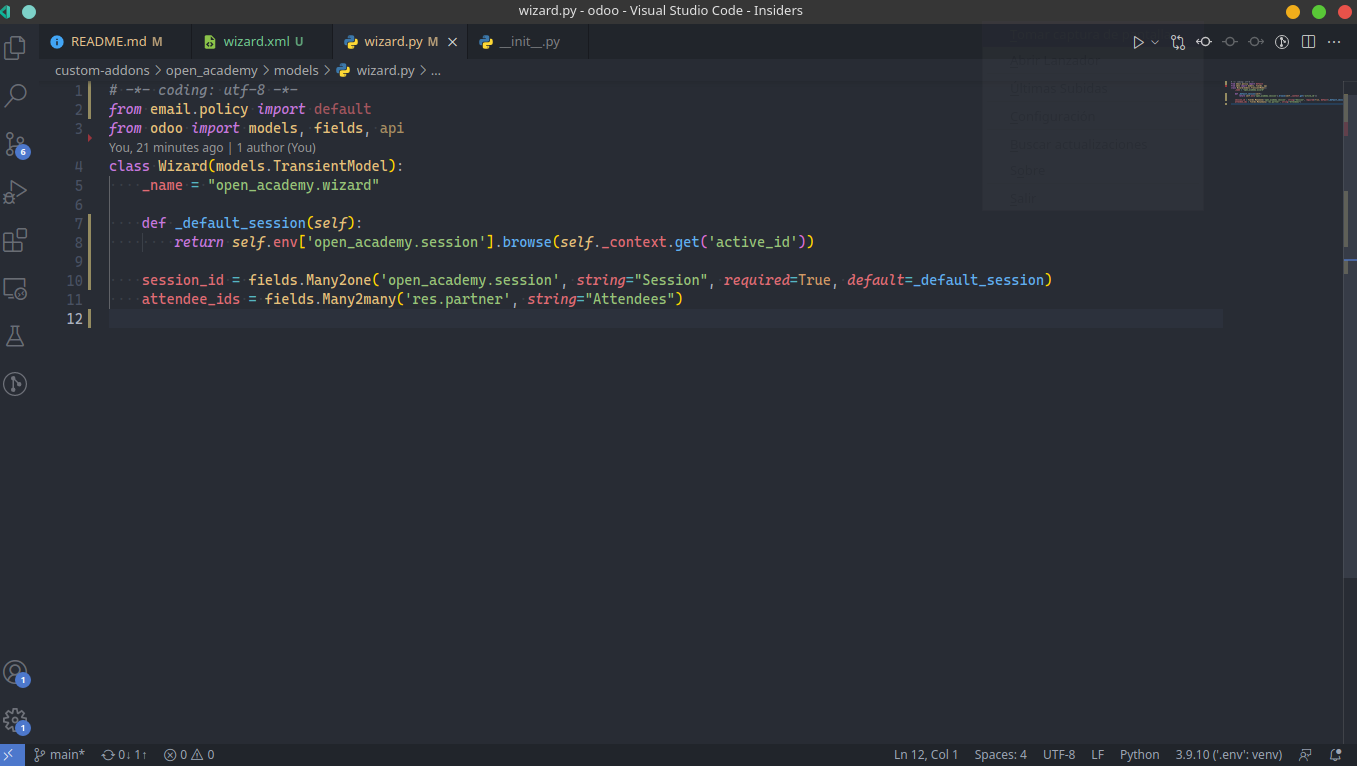 wizard.py - odoo - Visual Studio Code - Insiders
README.md M
wizard.xml U
wizard.py M
__init__.py
custom-addons > open_academy > models > wizard.py > ...
1 # -*- coding: utf-8 -*-
2 from email.policy import default
3 from odoo import models, fields, api
You, 21 minutes ago | 1 author (You)
4 class Wizard(models.TransientModel):
5 _name = "open_academy.wizard"
6
7 def _default_session(self):
8 return self.env['open_academy.session'].browse(self._context.get('active_id'))
9
10 session_id = fields.Many2one('open_academy.session', string="Session", required=True, default=_default_session)
11 attendee_ids = fields.Many2many('res.partner', string="Attendees")
12
6
1
1
main* 0↓ 1↑ 0 0 Ln 12, Col 1 Spaces: 4 UTF-8 LF Python 3.9.10 ('.env': venv)